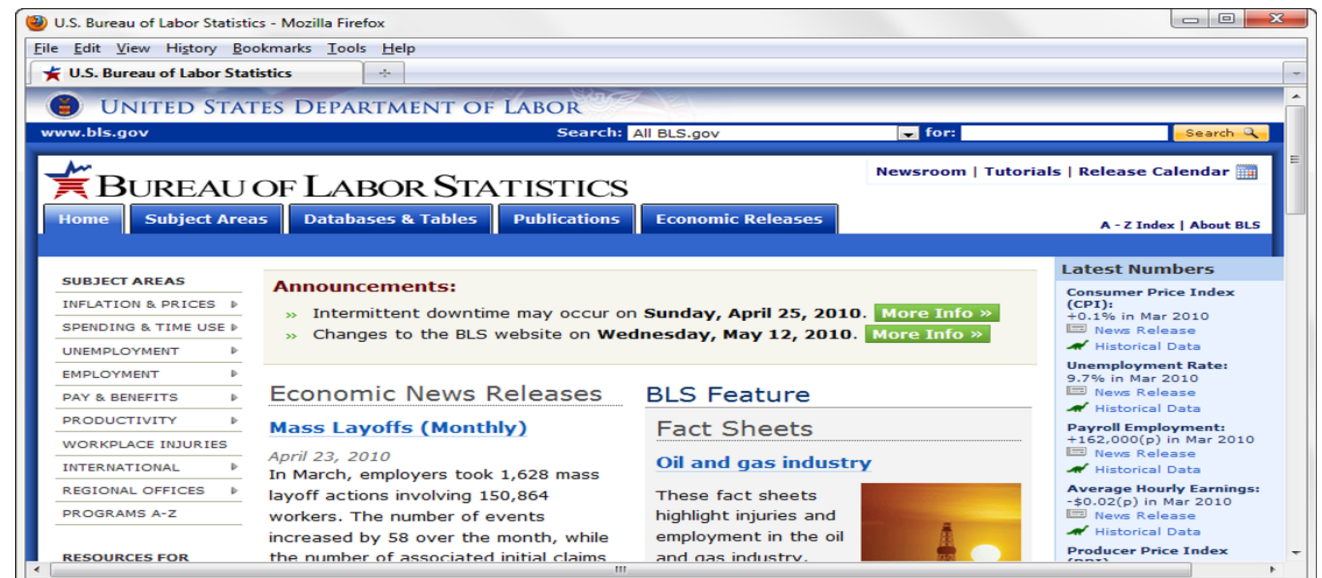 U.S. Bureau of Labor Statistics - Mozilla Firefox
File Edit View History Bookmarks Tools Help
U.S. Bureau of Labor Statistics
UNITED STATES DEPARTMENT OF LABOR
www.bls.gov Search: All BLS.gov for: Search
BUREAU OF LABOR STATISTICS
Newsroom | Tutorials | Release Calendar
Home Subject Areas Databases & Tables Publications Economic Releases
A - Z Index | About BLS
SUBJECT AREAS
INFLATION & PRICES
SPENDING & TIME USE
UNEMPLOYMENT
EMPLOYMENT
PAY & BENEFITS
PRODUCTIVITY
WORKPLACE INJURIES
INTERNATIONAL
REGIONAL OFFICES
PROGRAMS A-Z
RESOURCES FOR
Announcements:
» Intermittent downtime may occur on Sunday, April 25, 2010. More Info »
» Changes to the BLS website on Wednesday, May 12, 2010. More Info »
Economic News Releases
Mass Layoffs (Monthly)
April 23, 2010
In March, employers took 1,628 mass
layoff actions involving 150,864
workers. The number of events
increased by 58 over the month, while
the number of associated initial claims
BLS Feature
Fact Sheets
Oil and gas industry
These fact sheets
highlight injuries and
employment in the oil
and gas industry.
Latest Numbers
Consumer Price Index
(CPI):
+0.1% in Mar 2010
News Release
Historical Data
Unemployment Rate:
9.7% in Mar 2010
News Release
Historical Data
Payroll Employment:
+162,000(p) in Mar 2010
News Release
Historical Data
Average Hourly Earnings:
-$0.02(p) in Mar 2010
News Release
Historical Data
Producer Price Index